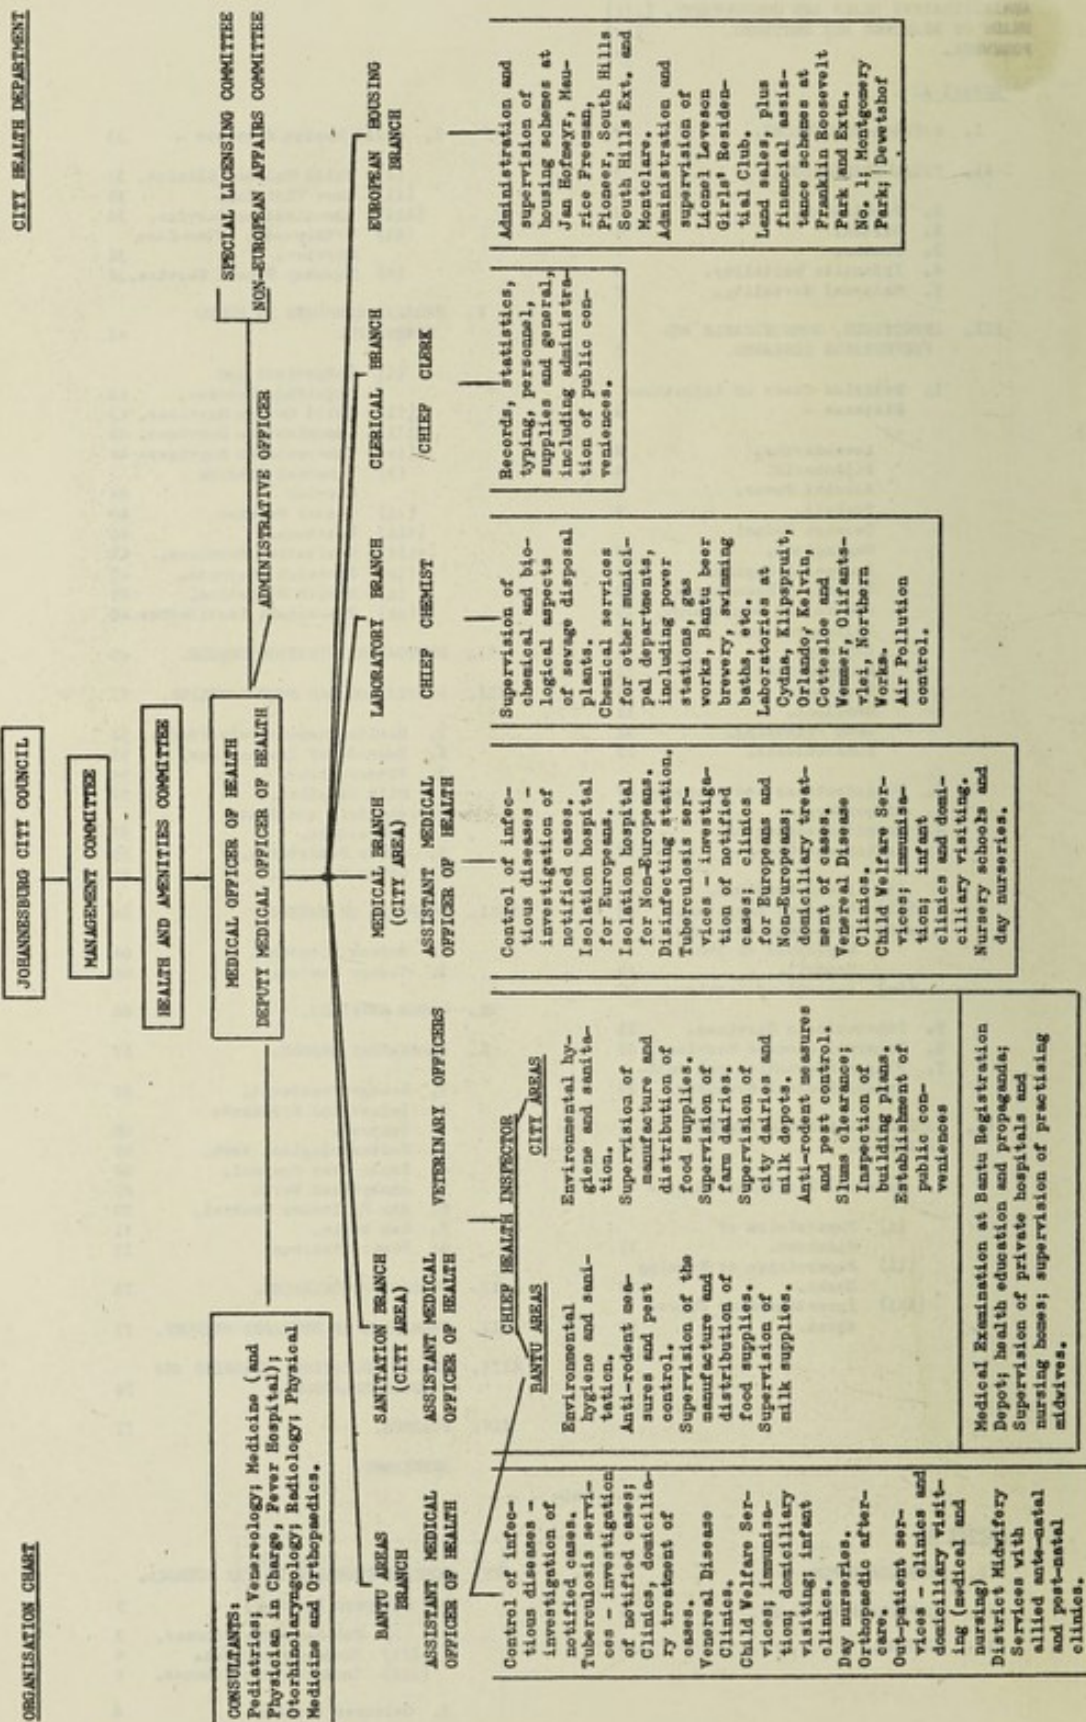 ORGANISATION CHART
CITY HEALTH DEPARTMENT
JOHANNESBURG CITY COUNCIL
MANAGEMENT COMMITTEE
HEALTH AND AMENITIES COMMITTEE
MEDICAL OFFICER OF HEALTH
DEPUTY MEDICAL OFFICER OF HEALTH
ADMINISTRATIVE OFFICER
SPECIAL LICENSING COMMITTEE
NON-EUROPEAN AFFAIRS COMMITTEE
CONSULTANTS:
Pediatrics; Venereology; Medicine (and
Physician in Charge, Fever Hospital);
Otorhinolaryngology; Radiology; Physical
Medicine and Orthopaedics.
BANTU AREAS
BRANCH
ASSISTANT MEDICAL
OFFICER OF HEALTH
Control of infec-
tious diseases -
investigation of
notified cases.
Tuberculosis servi-
ces - investigation
of notified cases;
Clinics, domicilia-
ry treatment of
cases.
Venereal Disease
Clinics.
Child Welfare Ser-
vices; immunisa-
tion; domiciliary
visiting; infant
clinics.
Day nurseries.
Orthopaedic after-
care.
Out-patient ser-
vices - clinics and
domiciliary visit-
ing (medical and
nursing)
District Midwifery
Services with
allied ante-natal
and post-natal
clinics.
SANITATION BRANCH
(CITY AREA)
ASSISTANT MEDICAL
OFFICER OF HEALTH
VETERINARY OFFICERS
CHIEF HEALTH INSPECTOR
BANTU AREAS
Environmental
hygiene and sani-
tation.
Anti-rodent mea-
sures and pest
control.
Supervision of the
manufacture and
distribution of
food supplies.
Supervision of
milk supplies.
CITY AREAS
Environmental hy-
giene and sanita-
tion.
Supervision of
manufacture and
distribution of
food supplies.
Supervision of
farm dairies.
Supervision of
city dairies and
milk depots.
Anti-rodent measures
and pest control.
Slums clearance;
Inspection of
building plans.
Establishment of
public con-
veniences
Medical Examination at Bantu Registration
Depot; health education and propaganda;
Supervision of private hospitals and
nursing homes; supervision of practising
midwives.
MEDICAL BRANCH
(CITY AREA)
ASSISTANT MEDICAL
OFFICER OF HEALTH
Control of infec-
tious diseases -
investigation of
notified cases.
Isolation hospital
for Europeans.
Isolation hospital
for Non-Europeans.
Disinfecting station.
Tuberculosis ser-
vices - investiga-
tion of notified
cases; clinics
for Europeans and
Non-Europeans;
domiciliary treat-
ment of cases.
Venereal Disease
Clinics.
Child Welfare Ser-
vices; immunisa-
tion; infant
clinics and domi-
ciliary visiting.
Nursery schools and
day nurseries.
LABORATORY BRANCH
CHIEF CHEMIST
Supervision of
chemical and bio-
logical aspects
of sewage disposal
plants.
Chemical services
for other munici-
pal departments,
including power
stations, gas
works, Bantu beer
brewery, swimming
baths, etc.
Laboratories at
Cydna, Klipspruit,
Orlando, Kelvin,
Cottesloe and
Wemmer, Olifants-
vlei, Northern
Works.
Air Pollution
control.
CLERICAL BRANCH
CHIEF CLERK
Records, statistics,
typing, personnel,
supplies and general,
including administra-
tion of public con-
veniences.
EUROPEAN HOUSING
BRANCH
Administration and
supervision of
housing schemes at
Jan Hofmeyr, Mau-
rice Freeman,
Pioneer, South Hills
South Hills Ext. and
Montclare.
Administration and
supervision of
Lionel Leveson
Girls' Residen-
tial Club.
Land sales, plus
financial assis-
tance schemes at
Franklin Roosevelt
Park and Extn.
No. 1; Montgomery
Park; Dewetshof